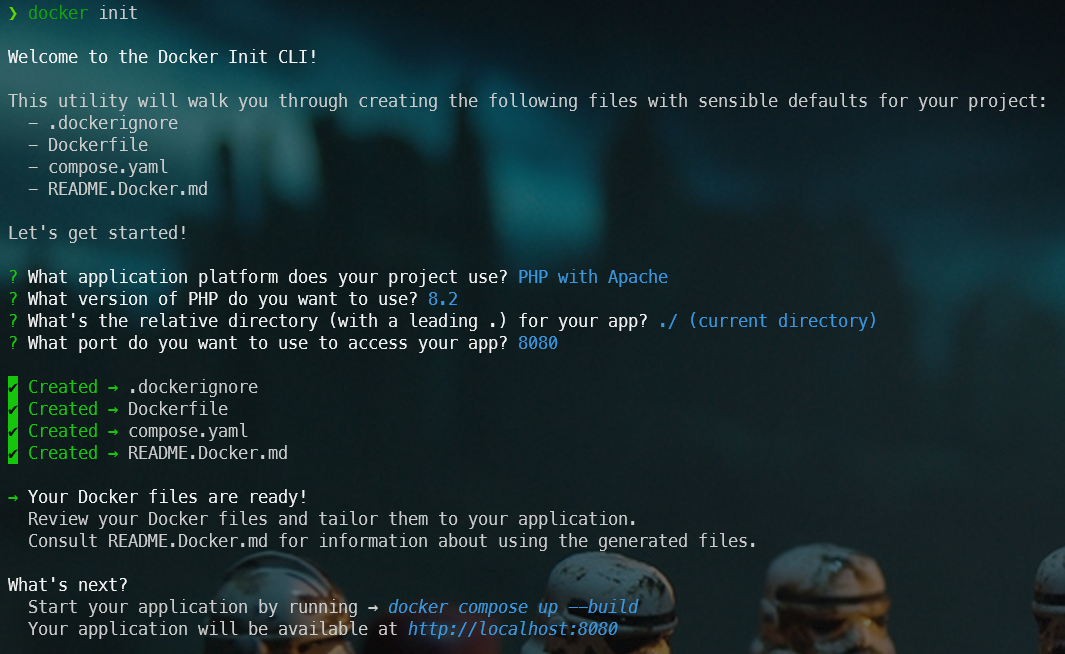 ❯ docker init
Welcome to the Docker Init CLI!
This utility will walk you through creating the following files with sensible defaults for your project:
- .dockerignore
- Dockerfile
- compose.yaml
- README.Docker.md
Let's get started!
? What application platform does your project use? PHP with Apache
? What version of PHP do you want to use? 8.2
? What's the relative directory (with a leading .) for your app? ./ (current directory)
? What port do you want to use to access your app? 8080
✔ Created → .dockerignore
✔ Created → Dockerfile
✔ Created → compose.yaml
✔ Created → README.Docker.md
→ Your Docker files are ready!
Review your Docker files and tailor them to your application.
Consult README.Docker.md for information about using the generated files.
What's next?
Start your application by running → docker compose up --build
Your application will be available at http://localhost:8080